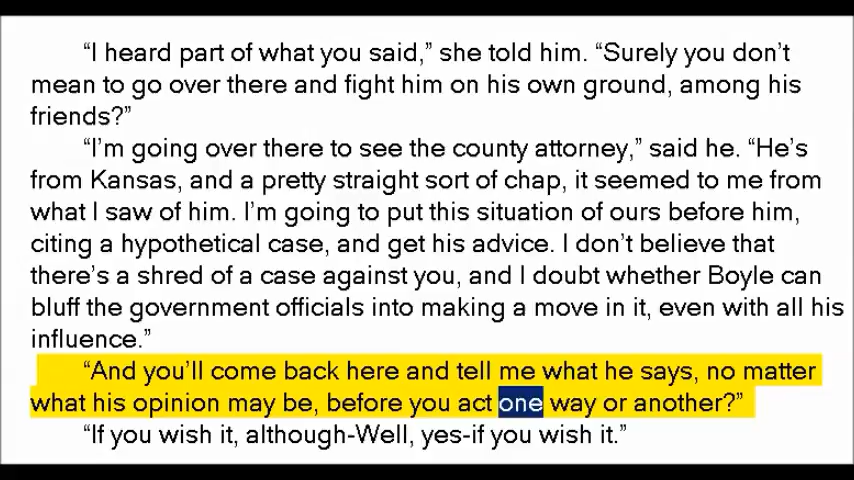 “I heard part of what you said,” she told him. “Surely you don’t
mean to go over there and fight him on his own ground, among his
friends?”
“I’m going over there to see the county attorney,” said he. “He’s
from Kansas, and a pretty straight sort of chap, it seemed to me from
what I saw of him. I’m going to put this situation of ours before him,
citing a hypothetical case, and get his advice. I don’t believe that
there’s a shred of a case against you, and I doubt whether Boyle can
bluff the government officials into making a move in it, even with all his
influence.”
“And you’ll come back here and tell me what he says, no matter
what his opinion may be, before you act one way or another?”
“If you wish it, although-Well, yes-if you wish it.”